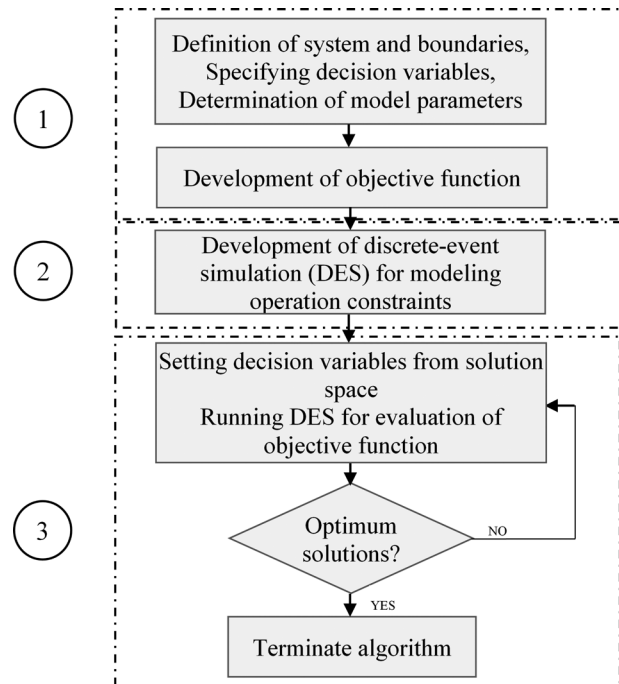 1
Definition of system and boundaries,
Specifying decision variables,
Determination of model parameters
Development of objective function
2
Development of discrete-event
simulation (DES) for modeling
operation constraints
3
Setting decision variables from solution
space
Running DES for evaluation of
objective function
Optimum
solutions?
NO
YES
Terminate algorithm